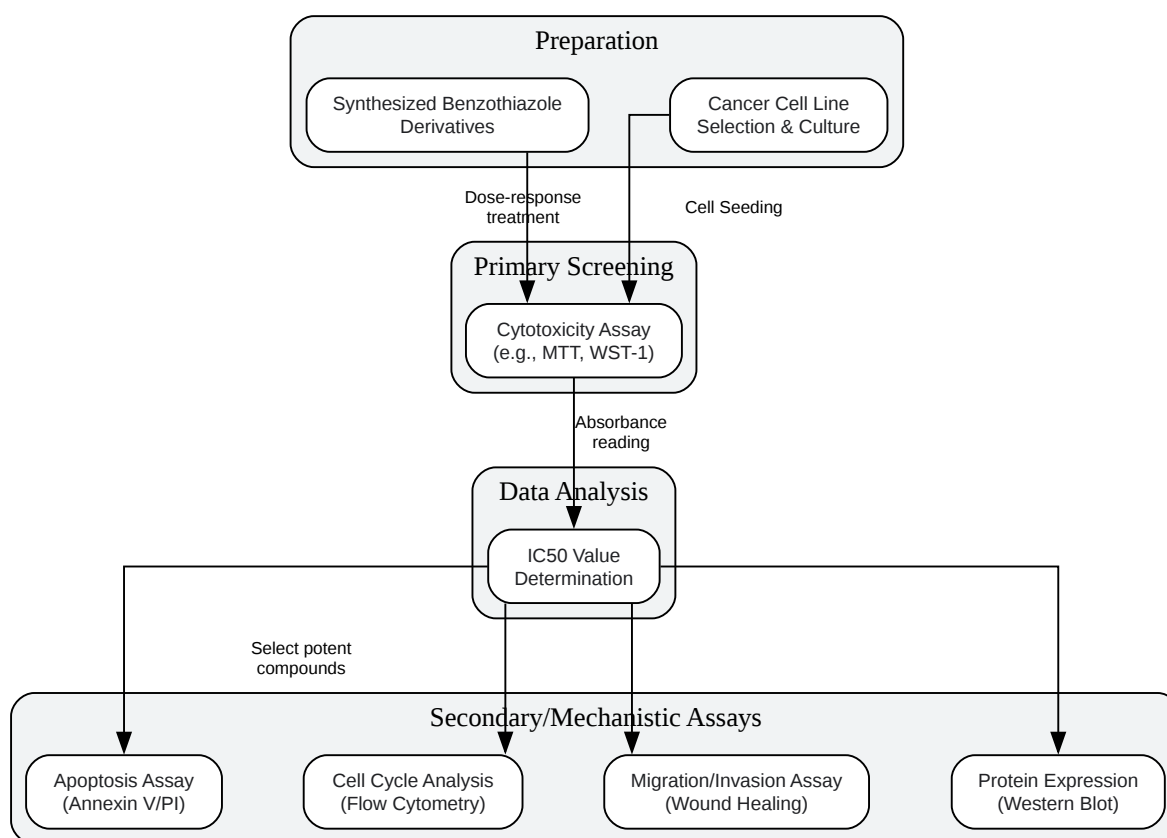 Preparation
Synthesized Benzothiazole
Derivatives
Cancer Cell Line
Selection & Culture
Dose-response
treatment
Cell Seeding
Primary Screening
Cytotoxicity Assay
(e.g., MTT, WST-1)
Absorbance
reading
Data Analysis
IC50 Value
Determination
Select potent
compounds
Secondary/Mechanistic Assays
Apoptosis Assay
(Annexin V/PI)
Cell Cycle Analysis
(Flow Cytometry)
Migration/Invasion Assay
(Wound Healing)
Protein Expression
(Western Blot)